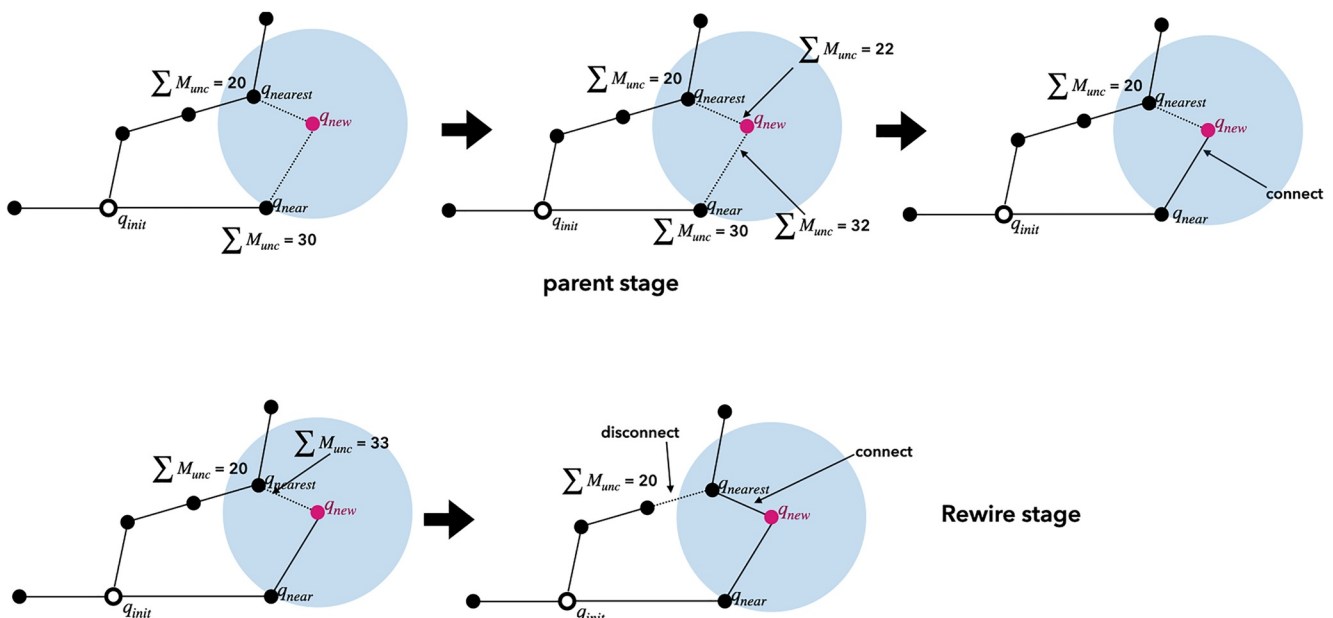 ∑ M_unc = 20
q_nearest
q_new
q_near
q_init
∑ M_unc = 30
∑ M_unc = 22
∑ M_unc = 20
q_nearest
q_new
q_near
q_init
∑ M_unc = 30
∑ M_unc = 32
∑ M_unc = 20
q_nearest
q_new
connect
q_near
q_init
parent stage
∑ M_unc = 33
∑ M_unc = 20
q_nearest
q_new
q_near
q_init
disconnect
connect
∑ M_unc = 20
q_nearest
q_new
q_near
q_init
Rewire stage